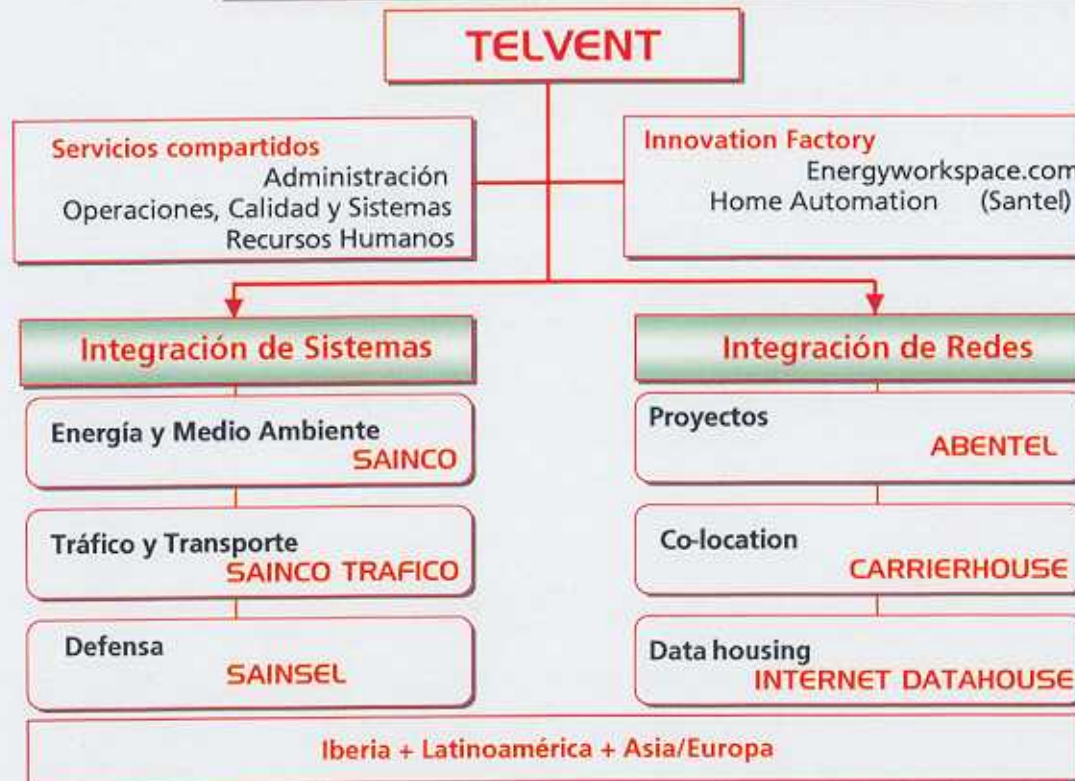 TELVENT
Servicios compartidos
Administración
Operaciones, Calidad y Sistemas
Recursos Humanos
Innovation Factory
Energyworkspace.com
Home Automation (Santel)
Integración de Sistemas
Energía y Medio Ambiente
SAINCO
Tráfico y Transporte
SAINCO TRAFICO
Defensa
SAINSEL
Integración de Redes
Proyectos
ABENTEL
Co-location
CARRIERHOUSE
Data housing
INTERNET DATAHOUSE
Iberia + Latinoamérica + Asia/Europa